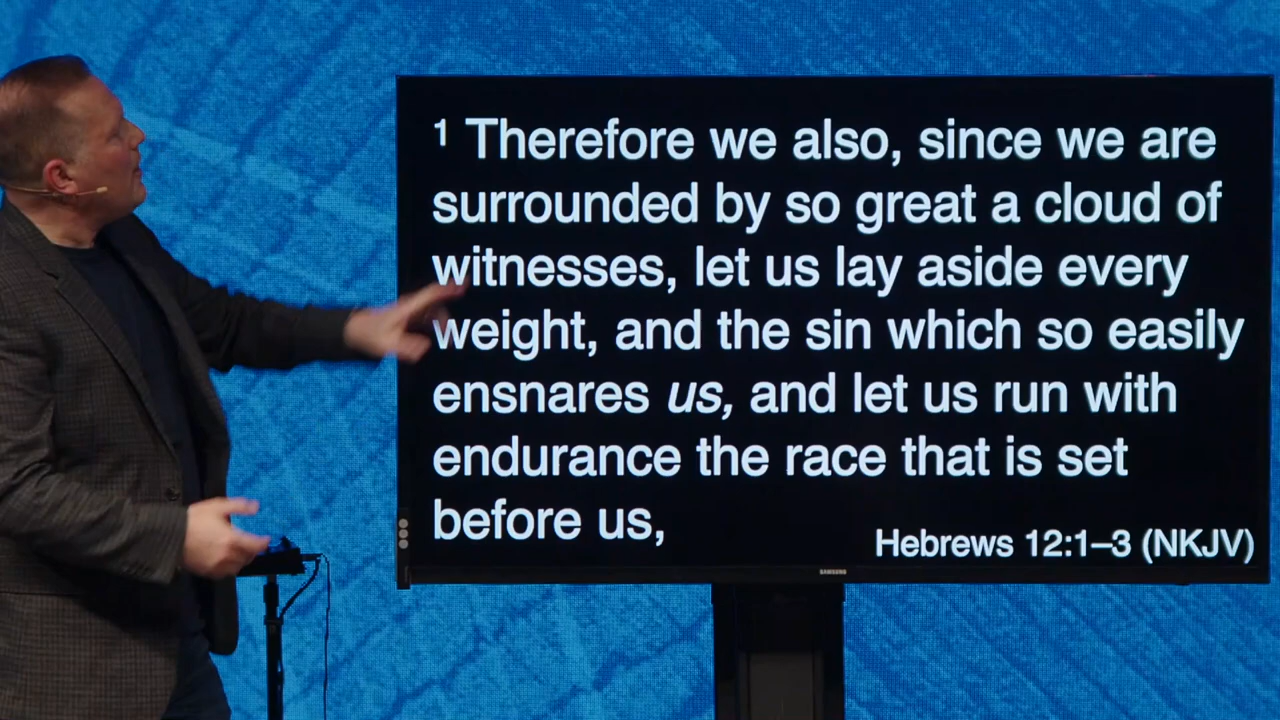 1 Therefore we also, since we are
surrounded by so great a cloud of
witnesses, let us lay aside every
weight, and the sin which so easily
ensnares us, and let us run with
endurance the race that is set
before us,
Hebrews 12:1–3 (NKJV)
SAMSUNG